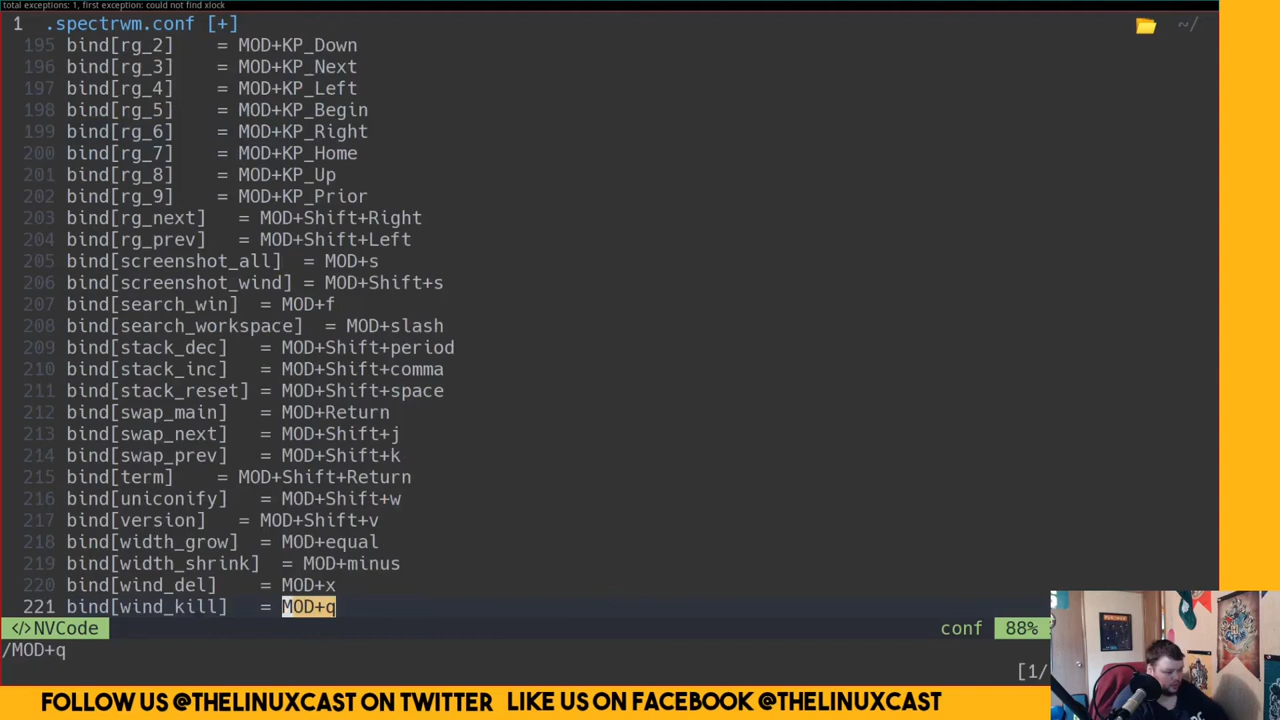 total exceptions: 1, first exception: could not find xlock
1 .spectrwm.conf [+] ~/
195 bind[rg_2] = MOD+KP_Down
196 bind[rg_3] = MOD+KP_Next
197 bind[rg_4] = MOD+KP_Left
198 bind[rg_5] = MOD+KP_Begin
199 bind[rg_6] = MOD+KP_Right
200 bind[rg_7] = MOD+KP_Home
201 bind[rg_8] = MOD+KP_Up
202 bind[rg_9] = MOD+KP_Prior
203 bind[rg_next] = MOD+Shift+Right
204 bind[rg_prev] = MOD+Shift+Left
205 bind[screenshot_all] = MOD+s
206 bind[screenshot_wind] = MOD+Shift+s
207 bind[search_win] = MOD+f
208 bind[search_workspace] = MOD+slash
209 bind[stack_dec] = MOD+Shift+period
210 bind[stack_inc] = MOD+Shift+comma
211 bind[stack_reset] = MOD+Shift+space
212 bind[swap_main] = MOD+Return
213 bind[swap_next] = MOD+Shift+j
214 bind[swap_prev] = MOD+Shift+k
215 bind[term] = MOD+Shift+Return
216 bind[uniconify] = MOD+Shift+w
217 bind[version] = MOD+Shift+v
218 bind[width_grow] = MOD+equal
219 bind[width_shrink] = MOD+minus
220 bind[wind_del] = MOD+x
221 bind[wind_kill] = MOD+q
</>NVCode conf 88%
/MOD+q
[1/
FOLLOW US @THELINUXCAST ON TWITTER LIKE US ON FACEBOOK @THELINUXCAST